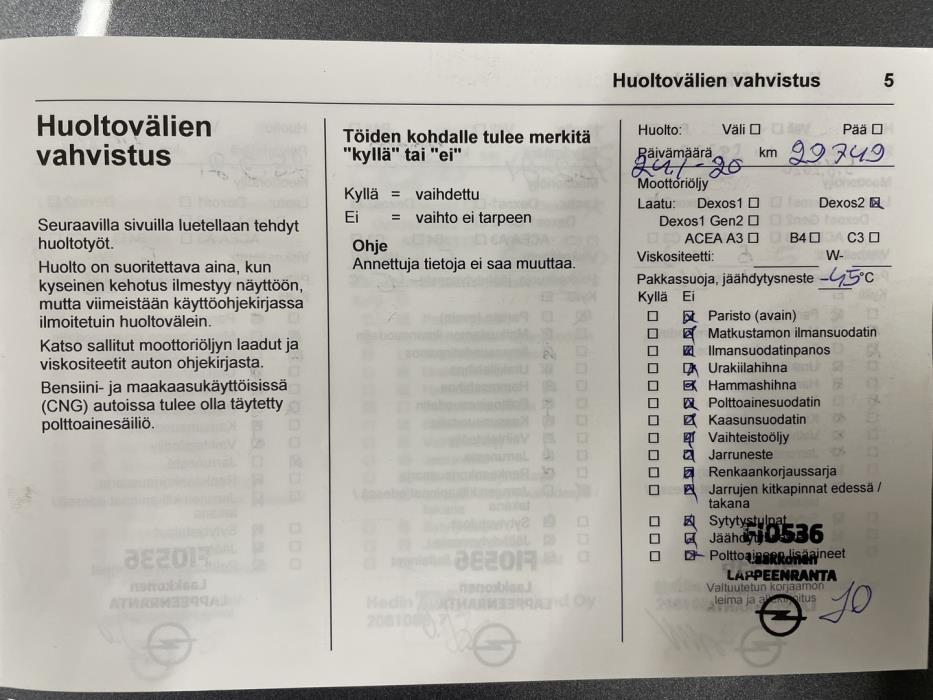 Huoltovälien vahvistus 5
Huoltovälien
vahvistus
Seuraavilla sivuilla luetellaan tehdyt
huoltotyöt.
Huolto on suoritettava aina, kun
kyseinen kehotus ilmestyy näyttöön,
mutta viimeistään käyttöohjekirjassa
ilmoitetuin huoltovälein.
Katso sallitut moottoriöljyn laadut ja
viskositeetit auton ohjekirjasta.
Bensiini- ja maakaasukäyttöisissä
(CNG) autoissa tulee olla täytetty
polttoainesäiliö.
Töiden kohdalle tulee merkitä
"kyllä" tai "ei"
Kyllä = vaihdettu
Ei = vaihto ei tarpeen
Ohje
Annettuja tietoja ei saa muuttaa.
Huolto: Väli Pää
Päivämäärä km 29749
Moottoriöljy
Laatu: Dexos1 Dexos2
Dexos1 Gen2
ACEA A3 B4 C3
Viskositeetti: W-
Pakkassuoja, jäähdytysneste -45°C
Kyllä Ei
Paristo (avain)
Matkustamon ilmansuodatin
Ilmansuodatinpanos
Urakiilahihna
Hammashihna
Polttoainesuodatin
Kaasunsuodatin
Vaihteistoöljy
Jarruneste
Renkaankorjaussarja
Jarrujen kitkapinnat edessä /
takana
Sytytystulpat
FI0536
Polttoaineen lisäaineet
Laakkonen
LAPPEENRANTA
Valtuutetun korjaamon
leima ja allekirjoitus